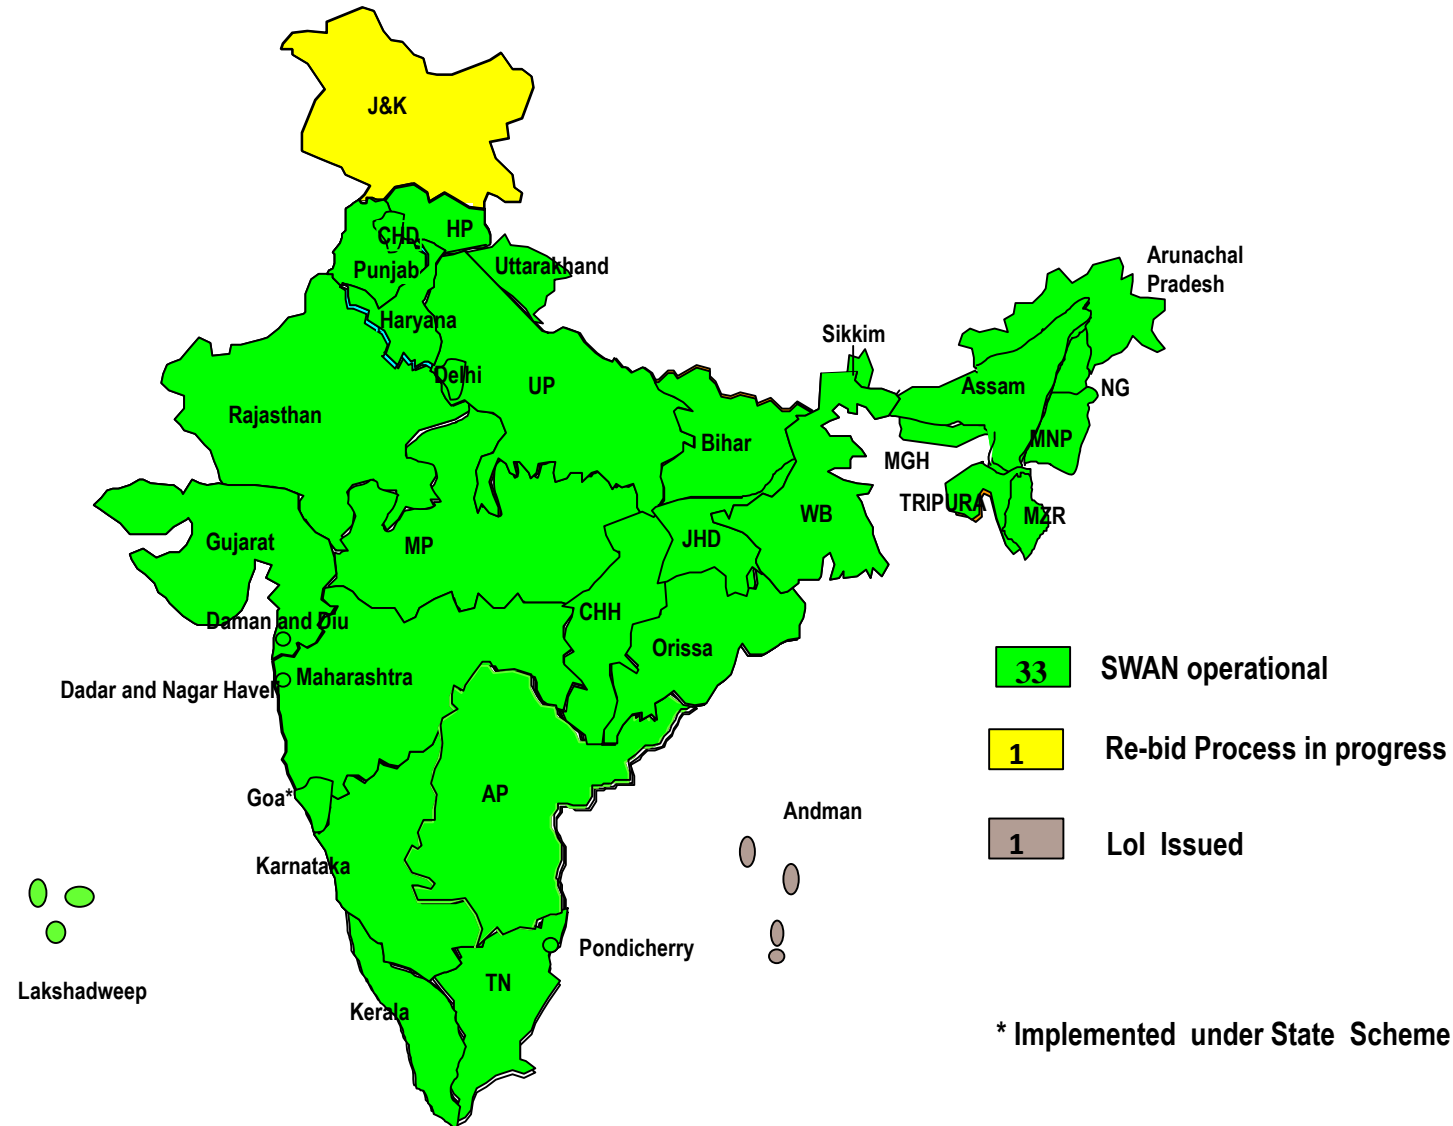 J&K
HP
CHD
Punjab
Uttarakhand
Haryana
Delhi
Rajasthan
UP
Bihar
Sikkim
Arunachal
Pradesh
Assam
NG
MNP
MGH
TRIPURA
MZR
WB
JHD
MP
Gujarat
CHH
Orissa
Daman and Diu
Dadar and Nagar Haveli
Maharashtra
Goa*
AP
Karnataka
Andman
Pondicherry
TN
Kerala
Lakshadweep
33 SWAN operational
1 Re-bid Process in progress
1 LoI Issued
* Implemented under State Scheme